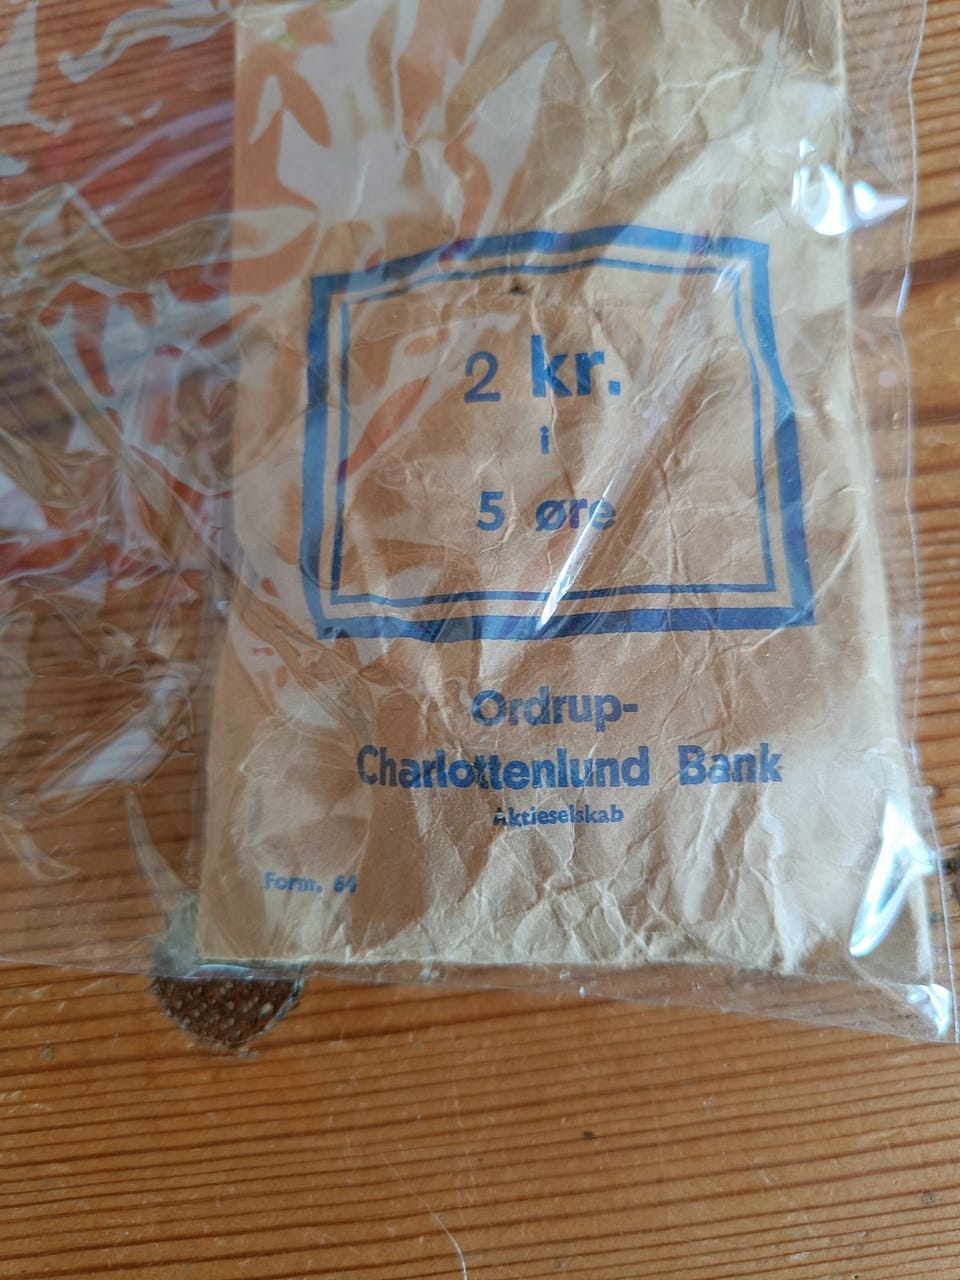 2 kr.
i
5 øre
Ordrup-
Charlottenlund Bank
Aktieselskab
Form, 64